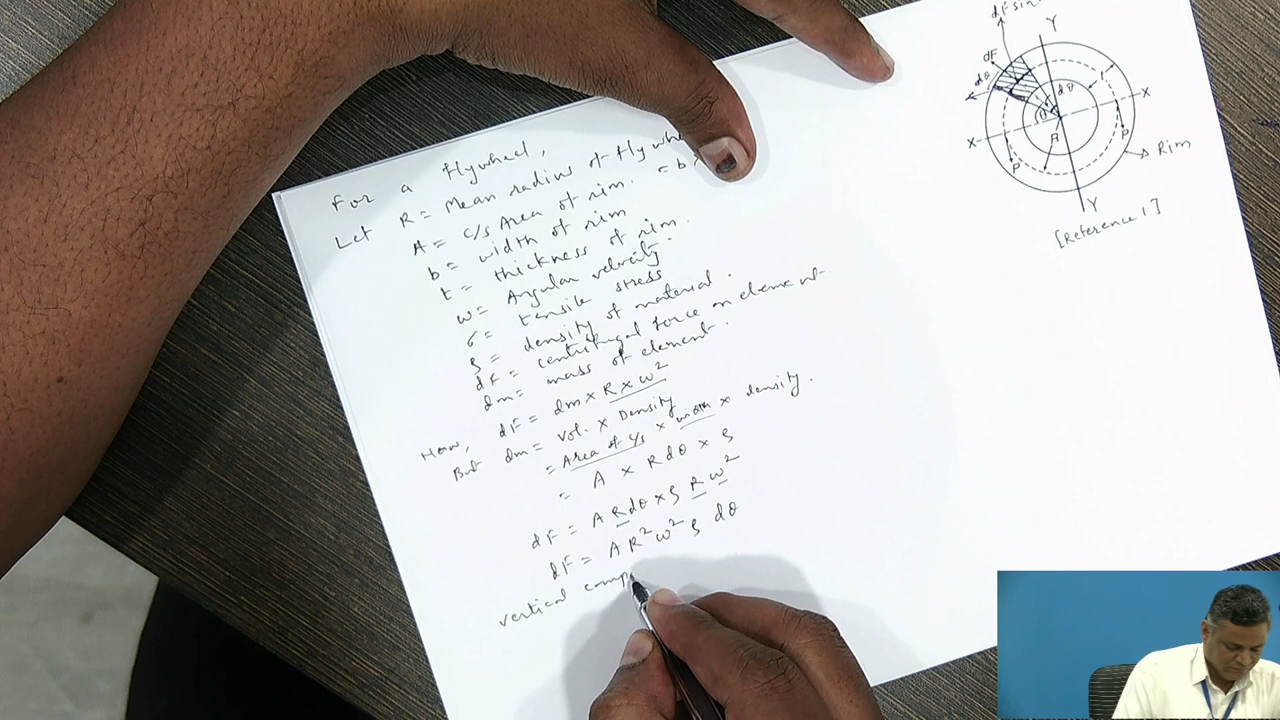 For a flywheel,
Let R = Mean radius of flywhe
A = c/s Area of rim. = b x
b = width of rim
t = thickness of rim.
ω = Angular velocity.
σ = tensile stress
ρ = density of material.
dF = centrifugal force on element
dm = mass of element.
Now, dF = dm × R × ω²
But dm = vol. × Density
= Area of c/s × width × density.
= A × R dθ × ρ
dF = A R dθ × ρ R ω²
dF = A R² ω² ρ dθ
vertical comp
dF sin
Y
dF
dθ
dθ
X
θ
R
P
X
P
Rim
Y
[Reference 1]